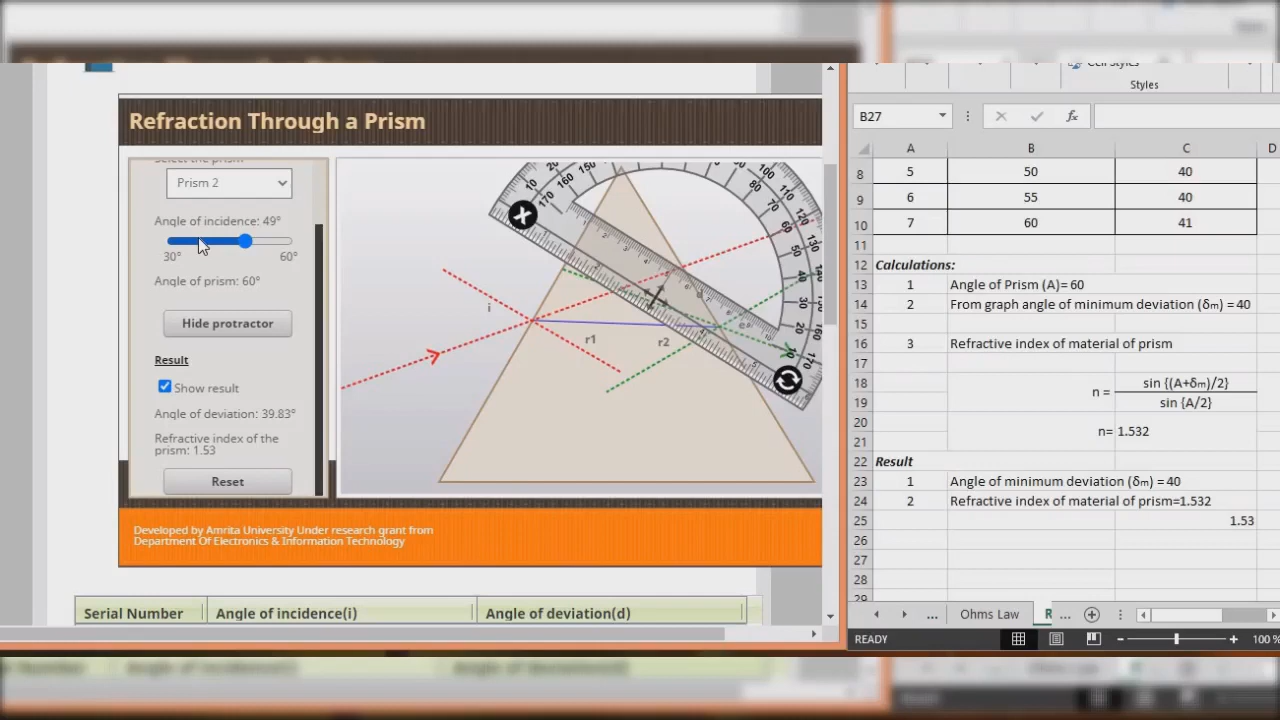 Refraction Through a Prism
Select the prism
Prism 2
Angle of incidence: 49°
30° 60°
Angle of prism: 60°
Hide protractor
Result
Show result
Angle of deviation: 39.83°
Refractive index of the
prism: 1.53
Reset
i
r1
r2
e
Developed by Amrita University Under research grant from
Department Of Electronics & Information Technology
Serial Number Angle of incidence(i) Angle of deviation(d)
Cell Styles
Styles
B27
fx
A B C D
8 5 50 40
9 6 55 40
10 7 60 41
11
12 Calculations:
13 1 Angle of Prism (A)= 60
14 2 From graph angle of minimum deviation (δm) = 40
15
16 3 Refractive index of material of prism
17
18 n = sin {(A+δm)/2}
19 sin {A/2}
20
21 n= 1.532
22 Result
23 1 Angle of minimum deviation (δm) = 40
24 2 Refractive index of material of prism=1.532
25 1.53
26
27
28
29
... Ohms Law R ...
READY 100 %